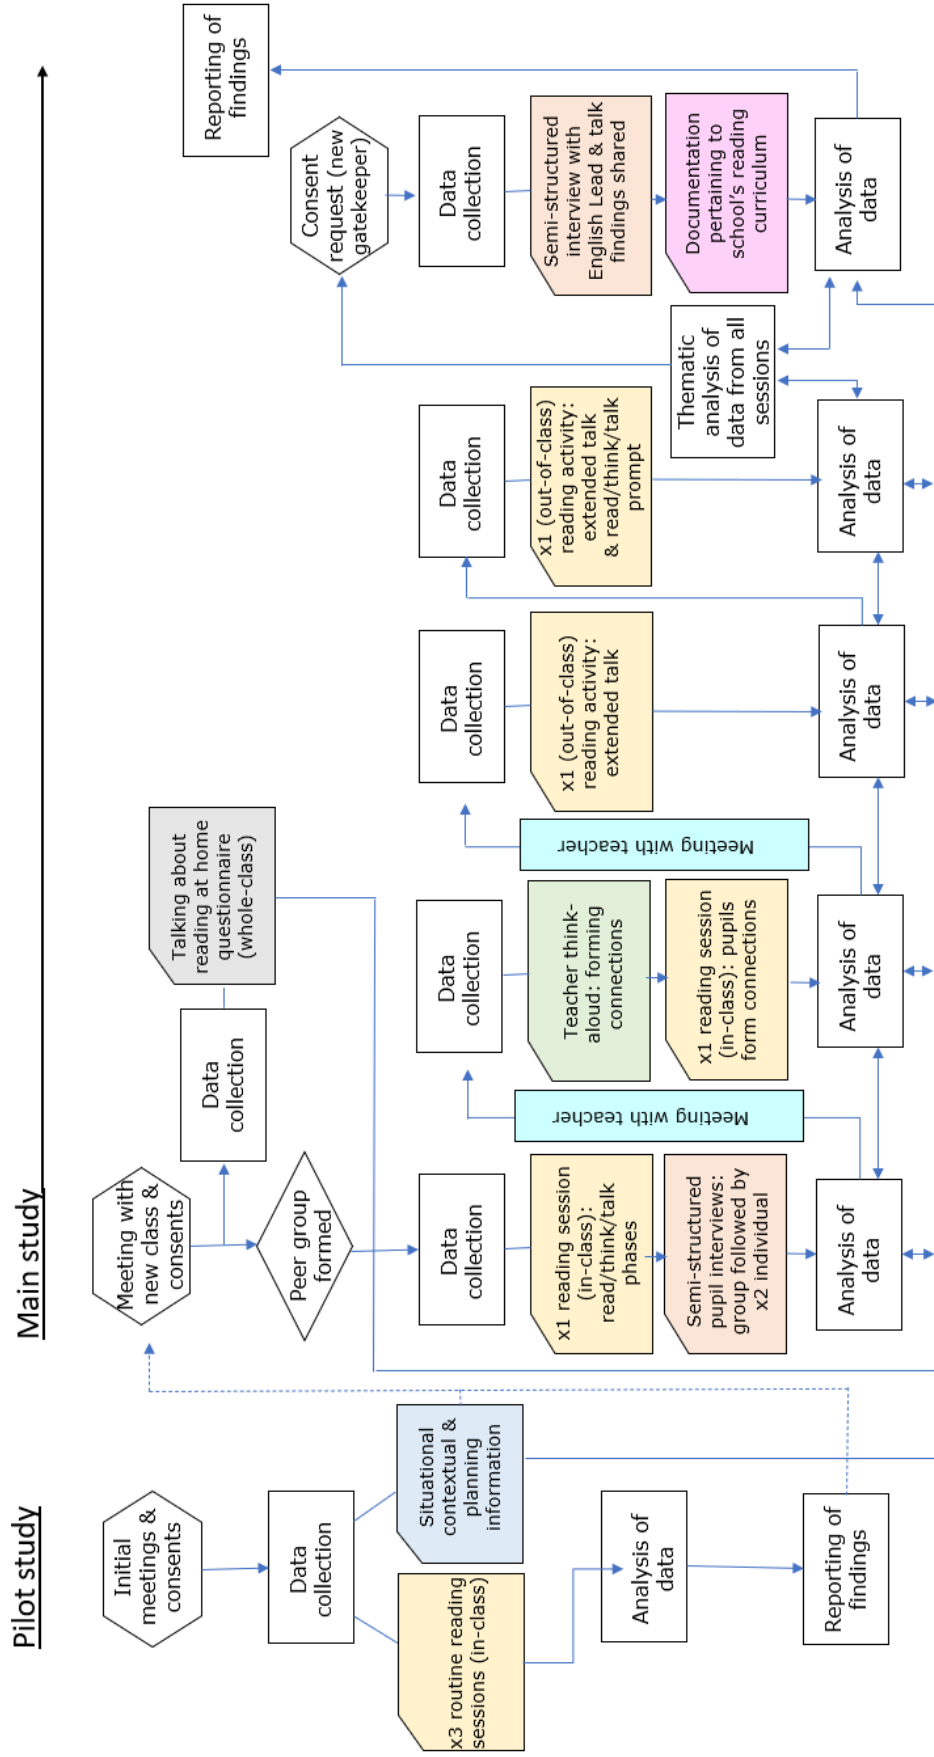 Pilot study
Initial
meetings &
consents
Data
collection
x3 routine reading
sessions (in-class)
Situational
contextual &
planning
information
Analysis of
data
Reporting of
findings
Main study
Meeting with
new class &
consents
Data
collection
Talking about
reading at home
questionnaire
(whole-class)
Peer group
formed
Data
collection
x1 reading session
(in-class):
read/think/talk
phases
Semi-structured
pupil interviews:
group followed by
x2 individual
Analysis of
data
Meeting with teacher
Data
collection
Teacher think-
aloud: forming
connections
x1 reading session
(in-class): pupils
form connections
Analysis of
data
Meeting with teacher
Data
collection
x1 (out-of-class)
reading activity:
extended talk
Analysis of
data
Data
collection
x1 (out-of-class)
reading activity:
extended talk
& read/think/talk
prompt
Analysis of
data
Thematic
analysis of
data from all
sessions
Consent
request (new
gatekeeper)
Data
collection
Semi-structured
interview with
English Lead & talk
findings shared
Documentation
pertaining to
school's reading
curriculum
Analysis of
data
Reporting of
findings